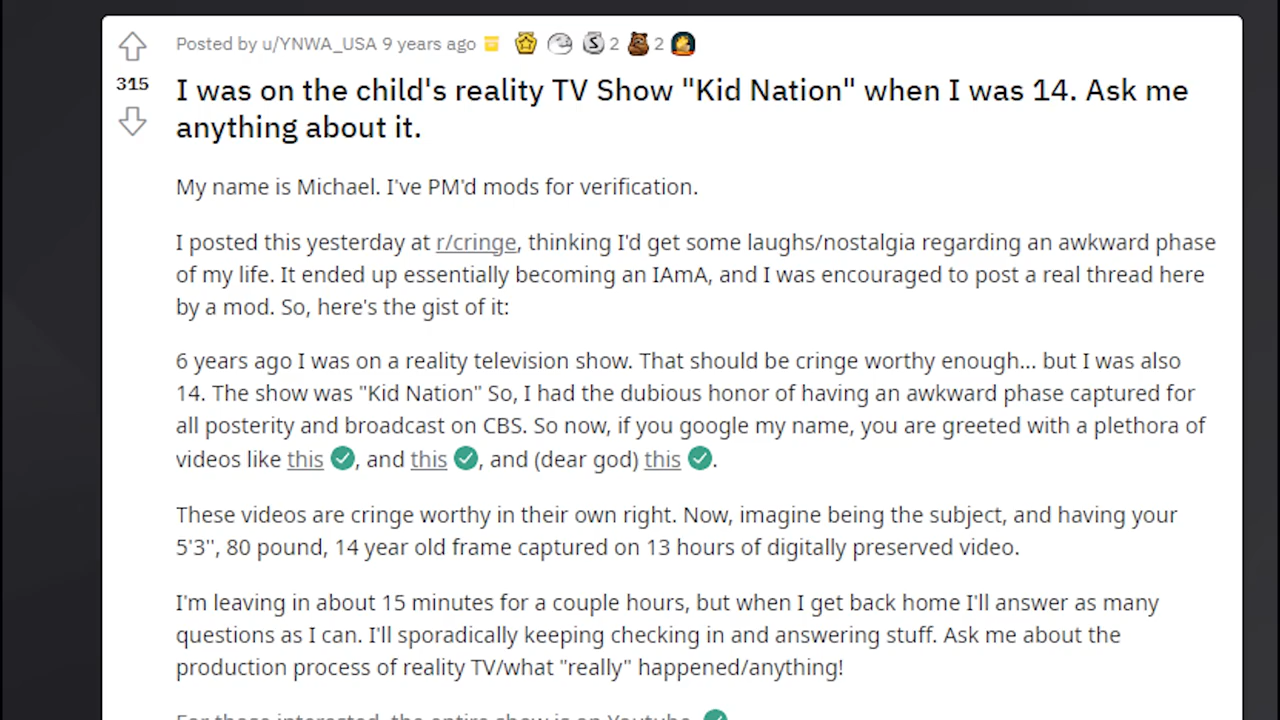 Posted by u/YNWA_USA 9 years ago 2 2
315
I was on the child's reality TV Show "Kid Nation" when I was 14. Ask me
anything about it.
My name is Michael. I've PM'd mods for verification.
I posted this yesterday at r/cringe, thinking I'd get some laughs/nostalgia regarding an awkward phase
of my life. It ended up essentially becoming an IAmA, and I was encouraged to post a real thread here
by a mod. So, here's the gist of it:
6 years ago I was on a reality television show. That should be cringe worthy enough... but I was also
14. The show was "Kid Nation" So, I had the dubious honor of having an awkward phase captured for
all posterity and broadcast on CBS. So now, if you google my name, you are greeted with a plethora of
videos like this, and this, and (dear god) this.
These videos are cringe worthy in their own right. Now, imagine being the subject, and having your
5'3'', 80 pound, 14 year old frame captured on 13 hours of digitally preserved video.
I'm leaving in about 15 minutes for a couple hours, but when I get back home I'll answer as many
questions as I can. I'll sporadically keeping checking in and answering stuff. Ask me about the
production process of reality TV/what "really" happened/anything!
For those interested, the entire show is on Youtube.